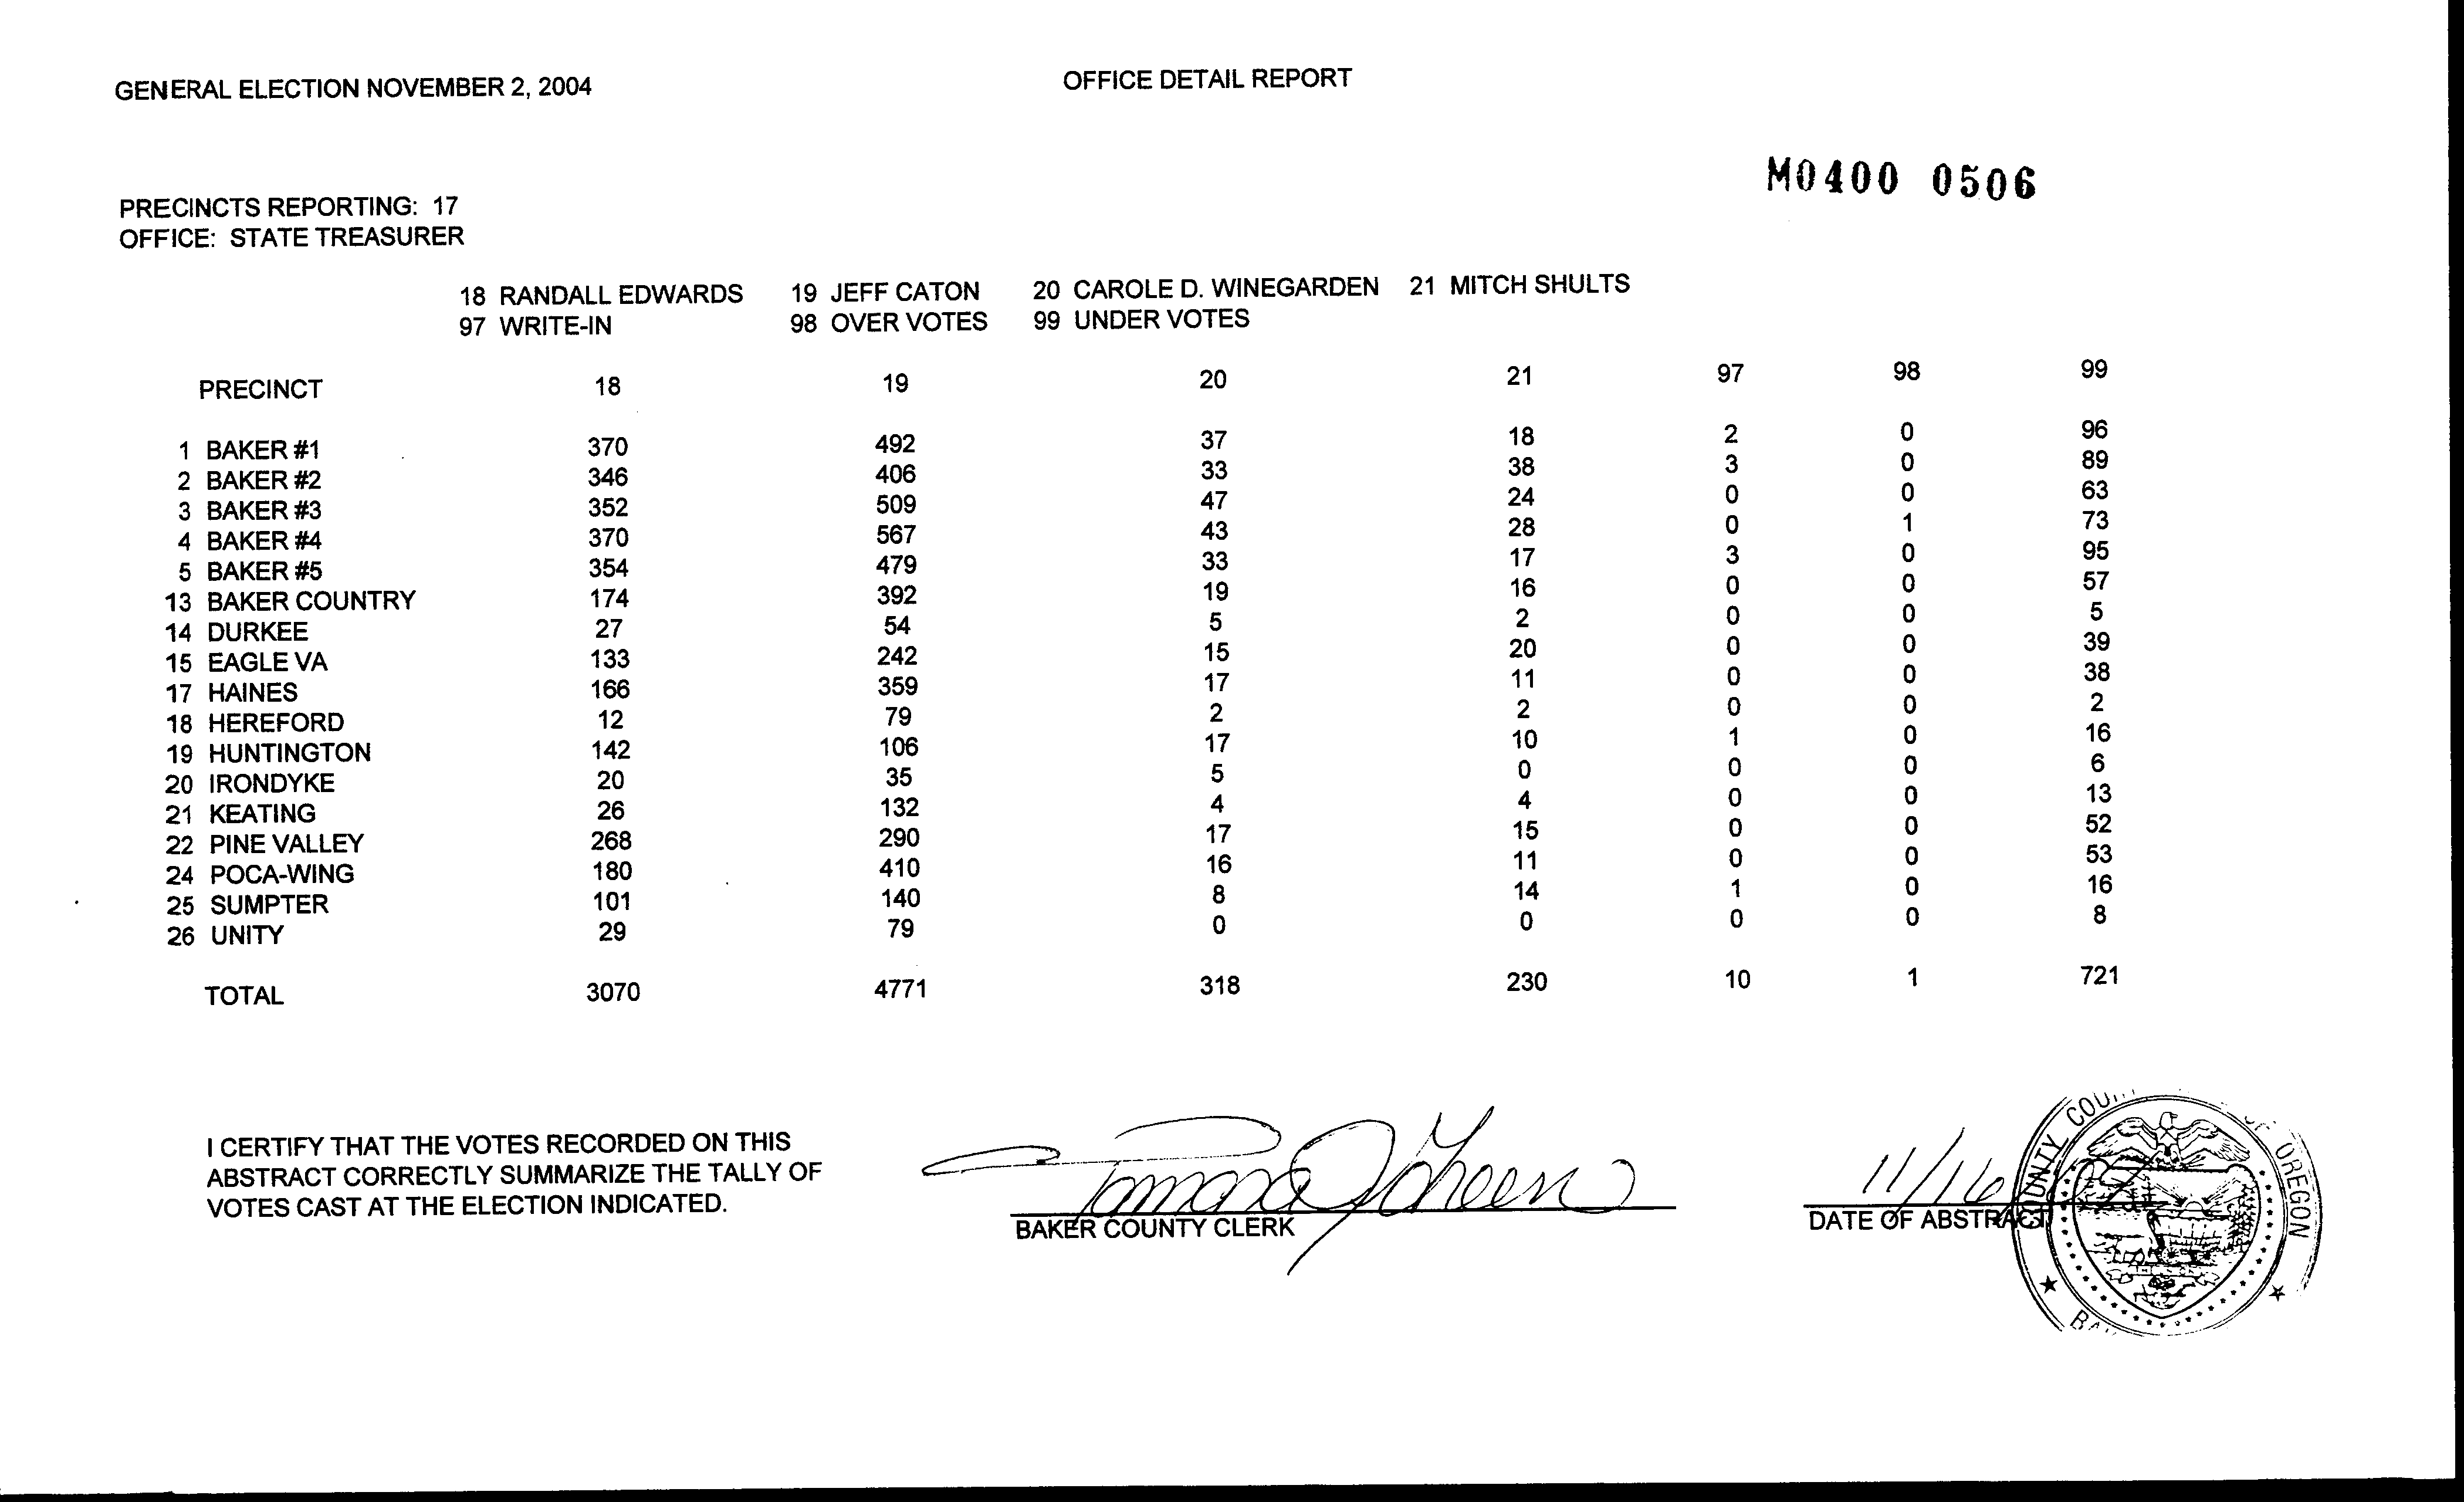 GENERAL ELECTION NOVEMBER 2, 2004 OFFICE DETAIL REPORT
M0400 0506
PRECINCTS REPORTING: 17
OFFICE: STATE TREASURER
18 RANDALL EDWARDS 19 JEFF CATON 20 CAROLE D. WINEGARDEN 21 MITCH SHULTS
97 WRITE-IN 98 OVER VOTES 99 UNDER VOTES
PRECINCT 18 19 20 21 97 98 99
1 BAKER #1 370 492 37 18 2 0 96
2 BAKER #2 346 406 33 38 3 0 89
3 BAKER #3 352 509 47 24 0 0 63
4 BAKER #4 370 567 43 28 0 1 73
5 BAKER #5 354 479 33 17 3 0 95
13 BAKER COUNTRY 174 392 19 16 0 0 57
14 DURKEE 27 54 5 2 0 0 5
15 EAGLE VA 133 242 15 20 0 0 39
17 HAINES 166 359 17 11 0 0 38
18 HEREFORD 12 79 2 2 0 0 2
19 HUNTINGTON 142 106 17 10 1 0 16
20 IRONDYKE 20 35 5 0 0 0 6
21 KEATING 26 132 4 4 0 0 13
22 PINE VALLEY 268 290 17 15 0 0 52
24 POCA-WING 180 410 16 11 0 0 53
25 SUMPTER 101 140 8 14 1 0 16
26 UNITY 29 79 0 0 0 0 8
TOTAL 3070 4771 318 230 10 1 721
I CERTIFY THAT THE VOTES RECORDED ON THIS
ABSTRACT CORRECTLY SUMMARIZE THE TALLY OF
VOTES CAST AT THE ELECTION INDICATED.
11/16
BAKER COUNTY CLERK DATE OF ABSTRACT
OF OREGON